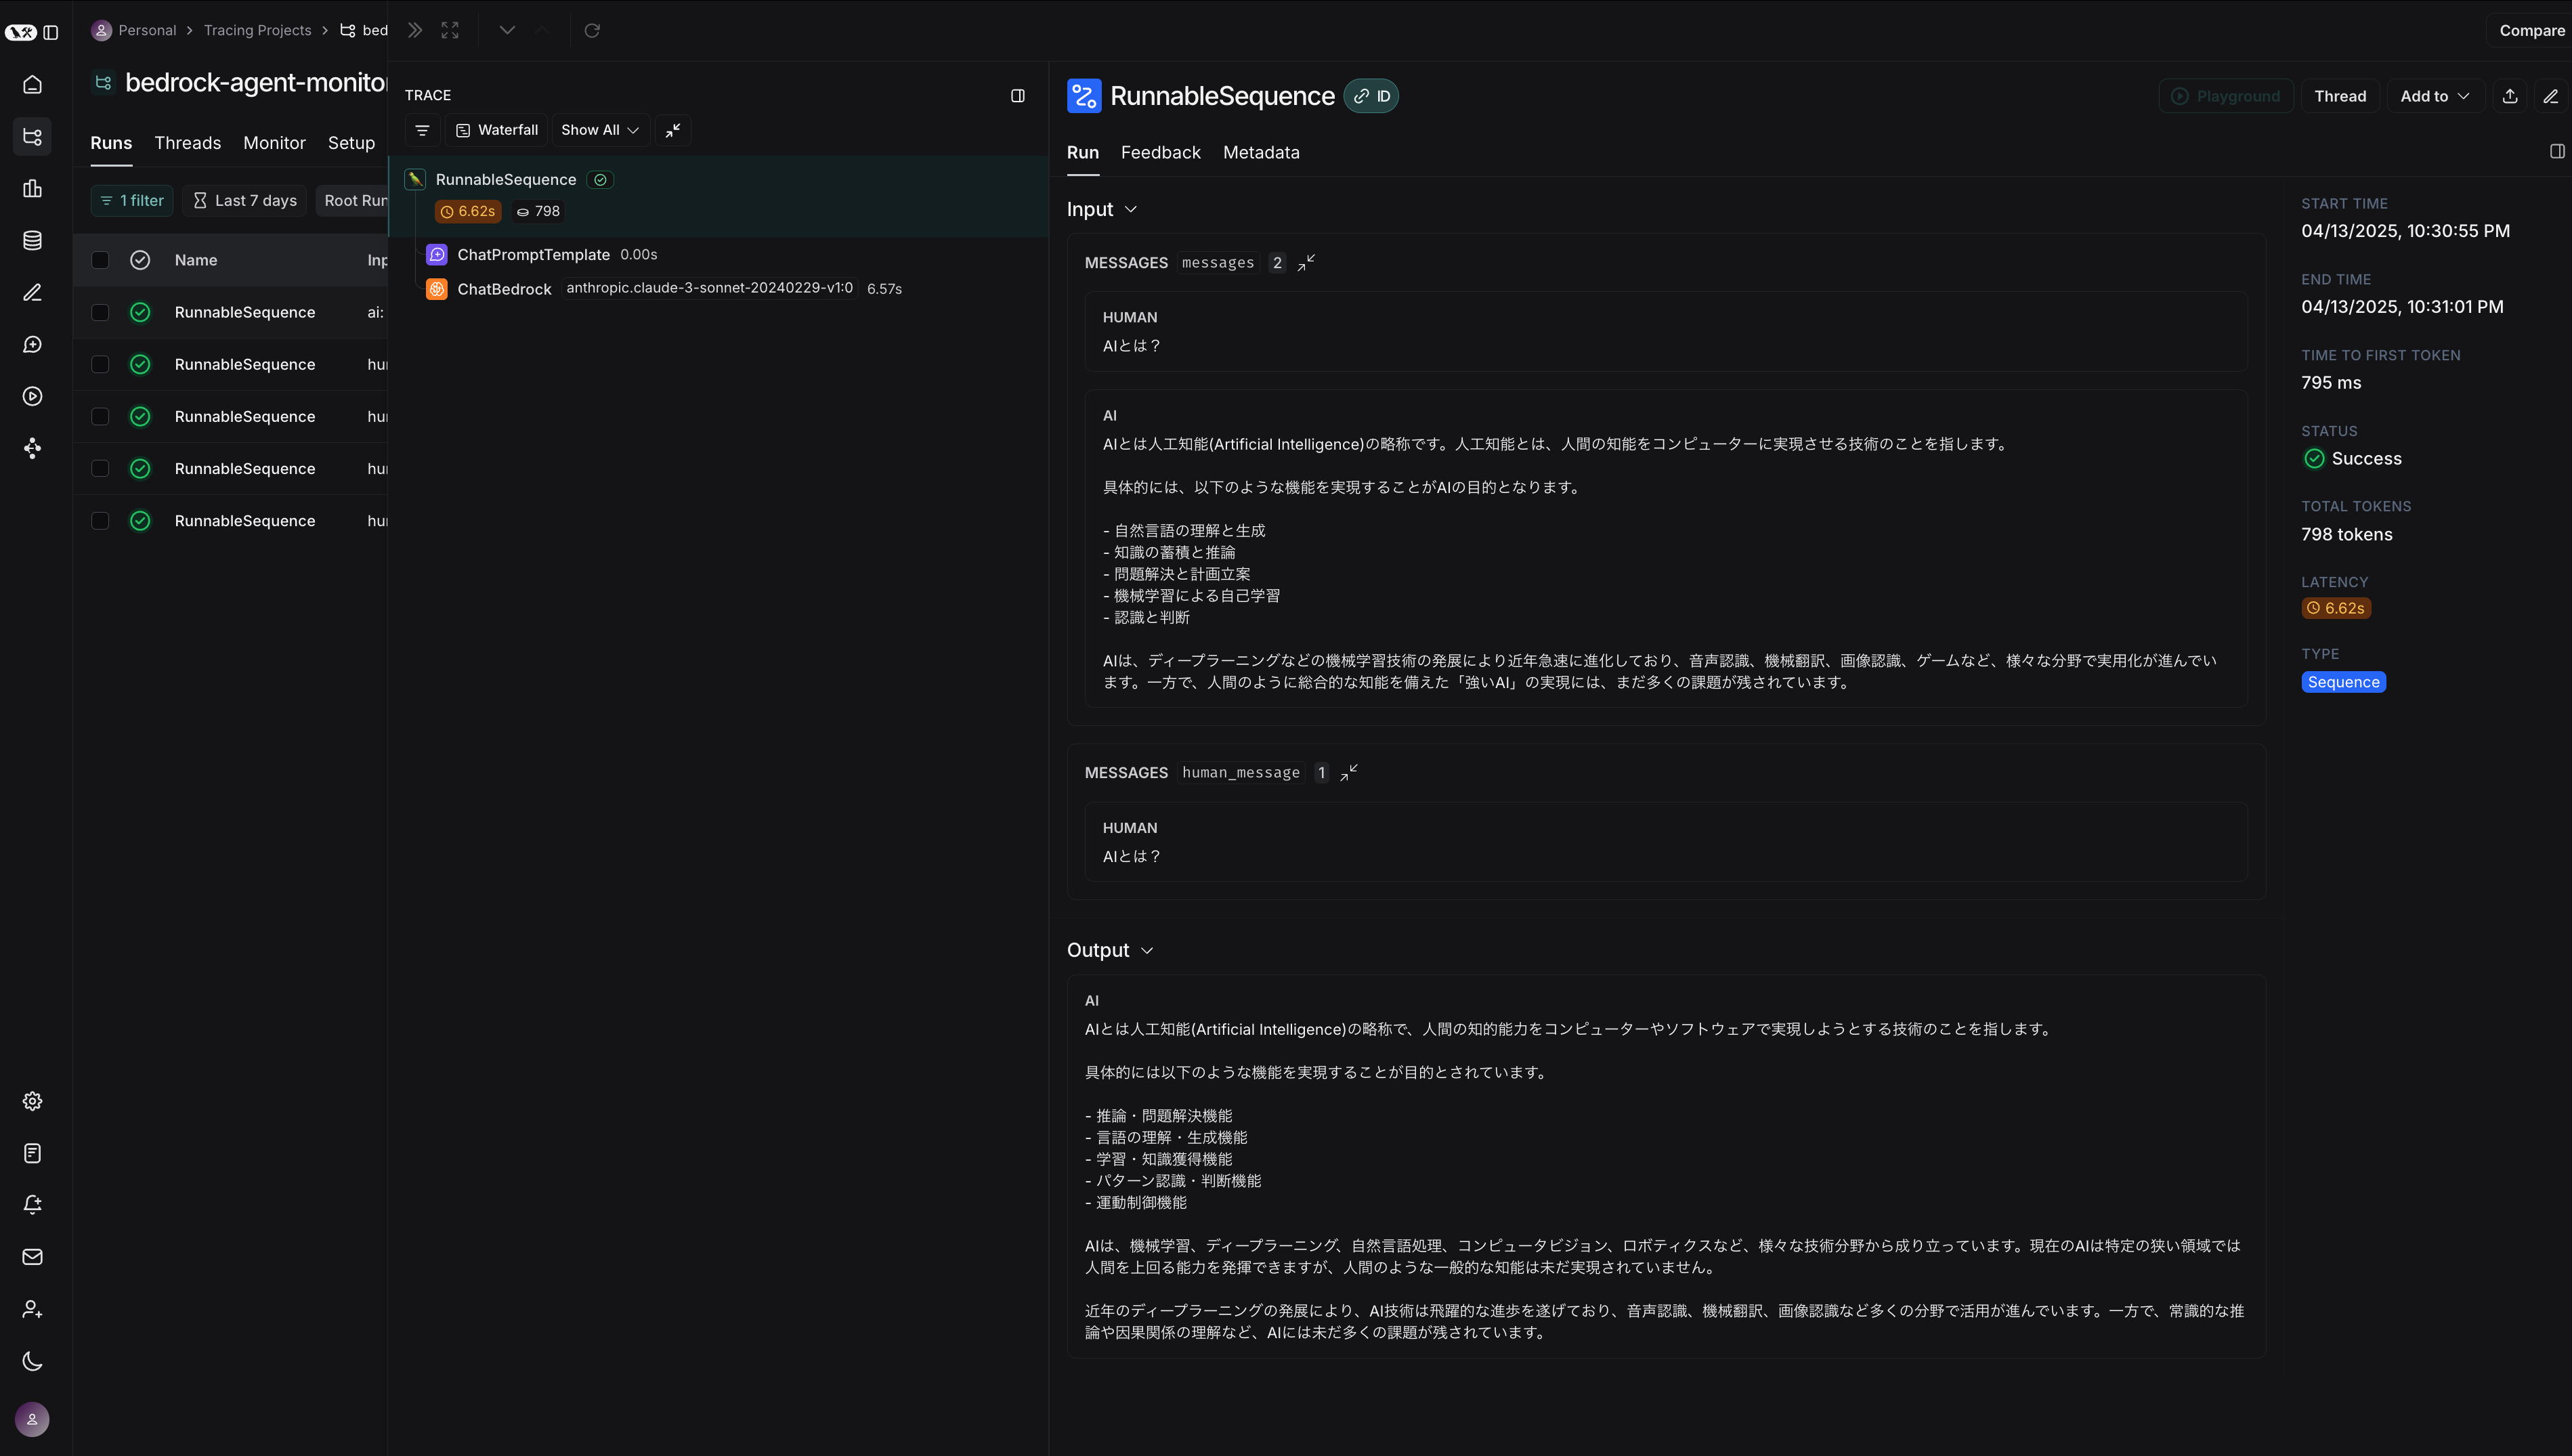 Personal > Tracing Projects > bed
Compare
bedrock-agent-monitor
Runs Threads Monitor Setup
1 filter Last 7 days Root Run
Name Inp
RunnableSequence ai:
RunnableSequence hu
RunnableSequence hu
RunnableSequence hu
RunnableSequence hu
TRACE
Waterfall Show All
RunnableSequence
6.62s 798
ChatPromptTemplate 0.00s
ChatBedrock anthropic.claude-3-sonnet-20240229-v1:0 6.57s
RunnableSequence ID
Playground Thread Add to
Run Feedback Metadata
Input
MESSAGES messages 2
HUMAN
AIとは？
AI
AIとは人工知能(Artificial Intelligence)の略称です。人工知能とは、人間の知能をコンピューターに実現させる技術のことを指します。
具体的には、以下のような機能を実現することがAIの目的となります。
- 自然言語の理解と生成
- 知識の蓄積と推論
- 問題解決と計画立案
- 機械学習による自己学習
- 認識と判断
AIは、ディープラーニングなどの機械学習技術の発展により近年急速に進化しており、音声認識、機械翻訳、画像認識、ゲームなど、様々な分野で実用化が進んでい
ます。一方で、人間のように総合的な知能を備えた「強いAI」の実現には、まだ多くの課題が残されています。
MESSAGES human_message 1
HUMAN
AIとは？
Output
AI
AIとは人工知能(Artificial Intelligence)の略称で、人間の知的能力をコンピューターやソフトウェアで実現しようとする技術のことを指します。
具体的には以下のような機能を実現することが目的とされています。
- 推論・問題解決機能
- 言語の理解・生成機能
- 学習・知識獲得機能
- パターン認識・判断機能
- 運動制御機能
AIは、機械学習、ディープラーニング、自然言語処理、コンピュータビジョン、ロボティクスなど、様々な技術分野から成り立っています。現在のAIは特定の狭い領域では
人間を上回る能力を発揮できますが、人間のような一般的な知能は未だ実現されていません。
近年のディープラーニングの発展により、AI技術は飛躍的な進歩を遂げており、音声認識、機械翻訳、画像認識など多くの分野で活用が進んでいます。一方で、常識的な推
論や因果関係の理解など、AIには未だ多くの課題が残されています。
START TIME
04/13/2025, 10:30:55 PM
END TIME
04/13/2025, 10:31:01 PM
TIME TO FIRST TOKEN
795 ms
STATUS
Success
TOTAL TOKENS
798 tokens
LATENCY
6.62s
TYPE
Sequence